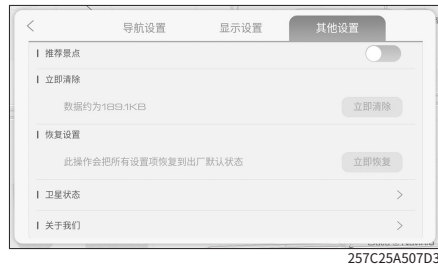 导航设置 显示设置 其他设置
推荐景点
立即清除
数据约为189.1KB 立即清除
恢复设置
此操作会把所有设置项恢复到出厂默认状态 立即恢复
卫星状态
关于我们
257C25A507D3